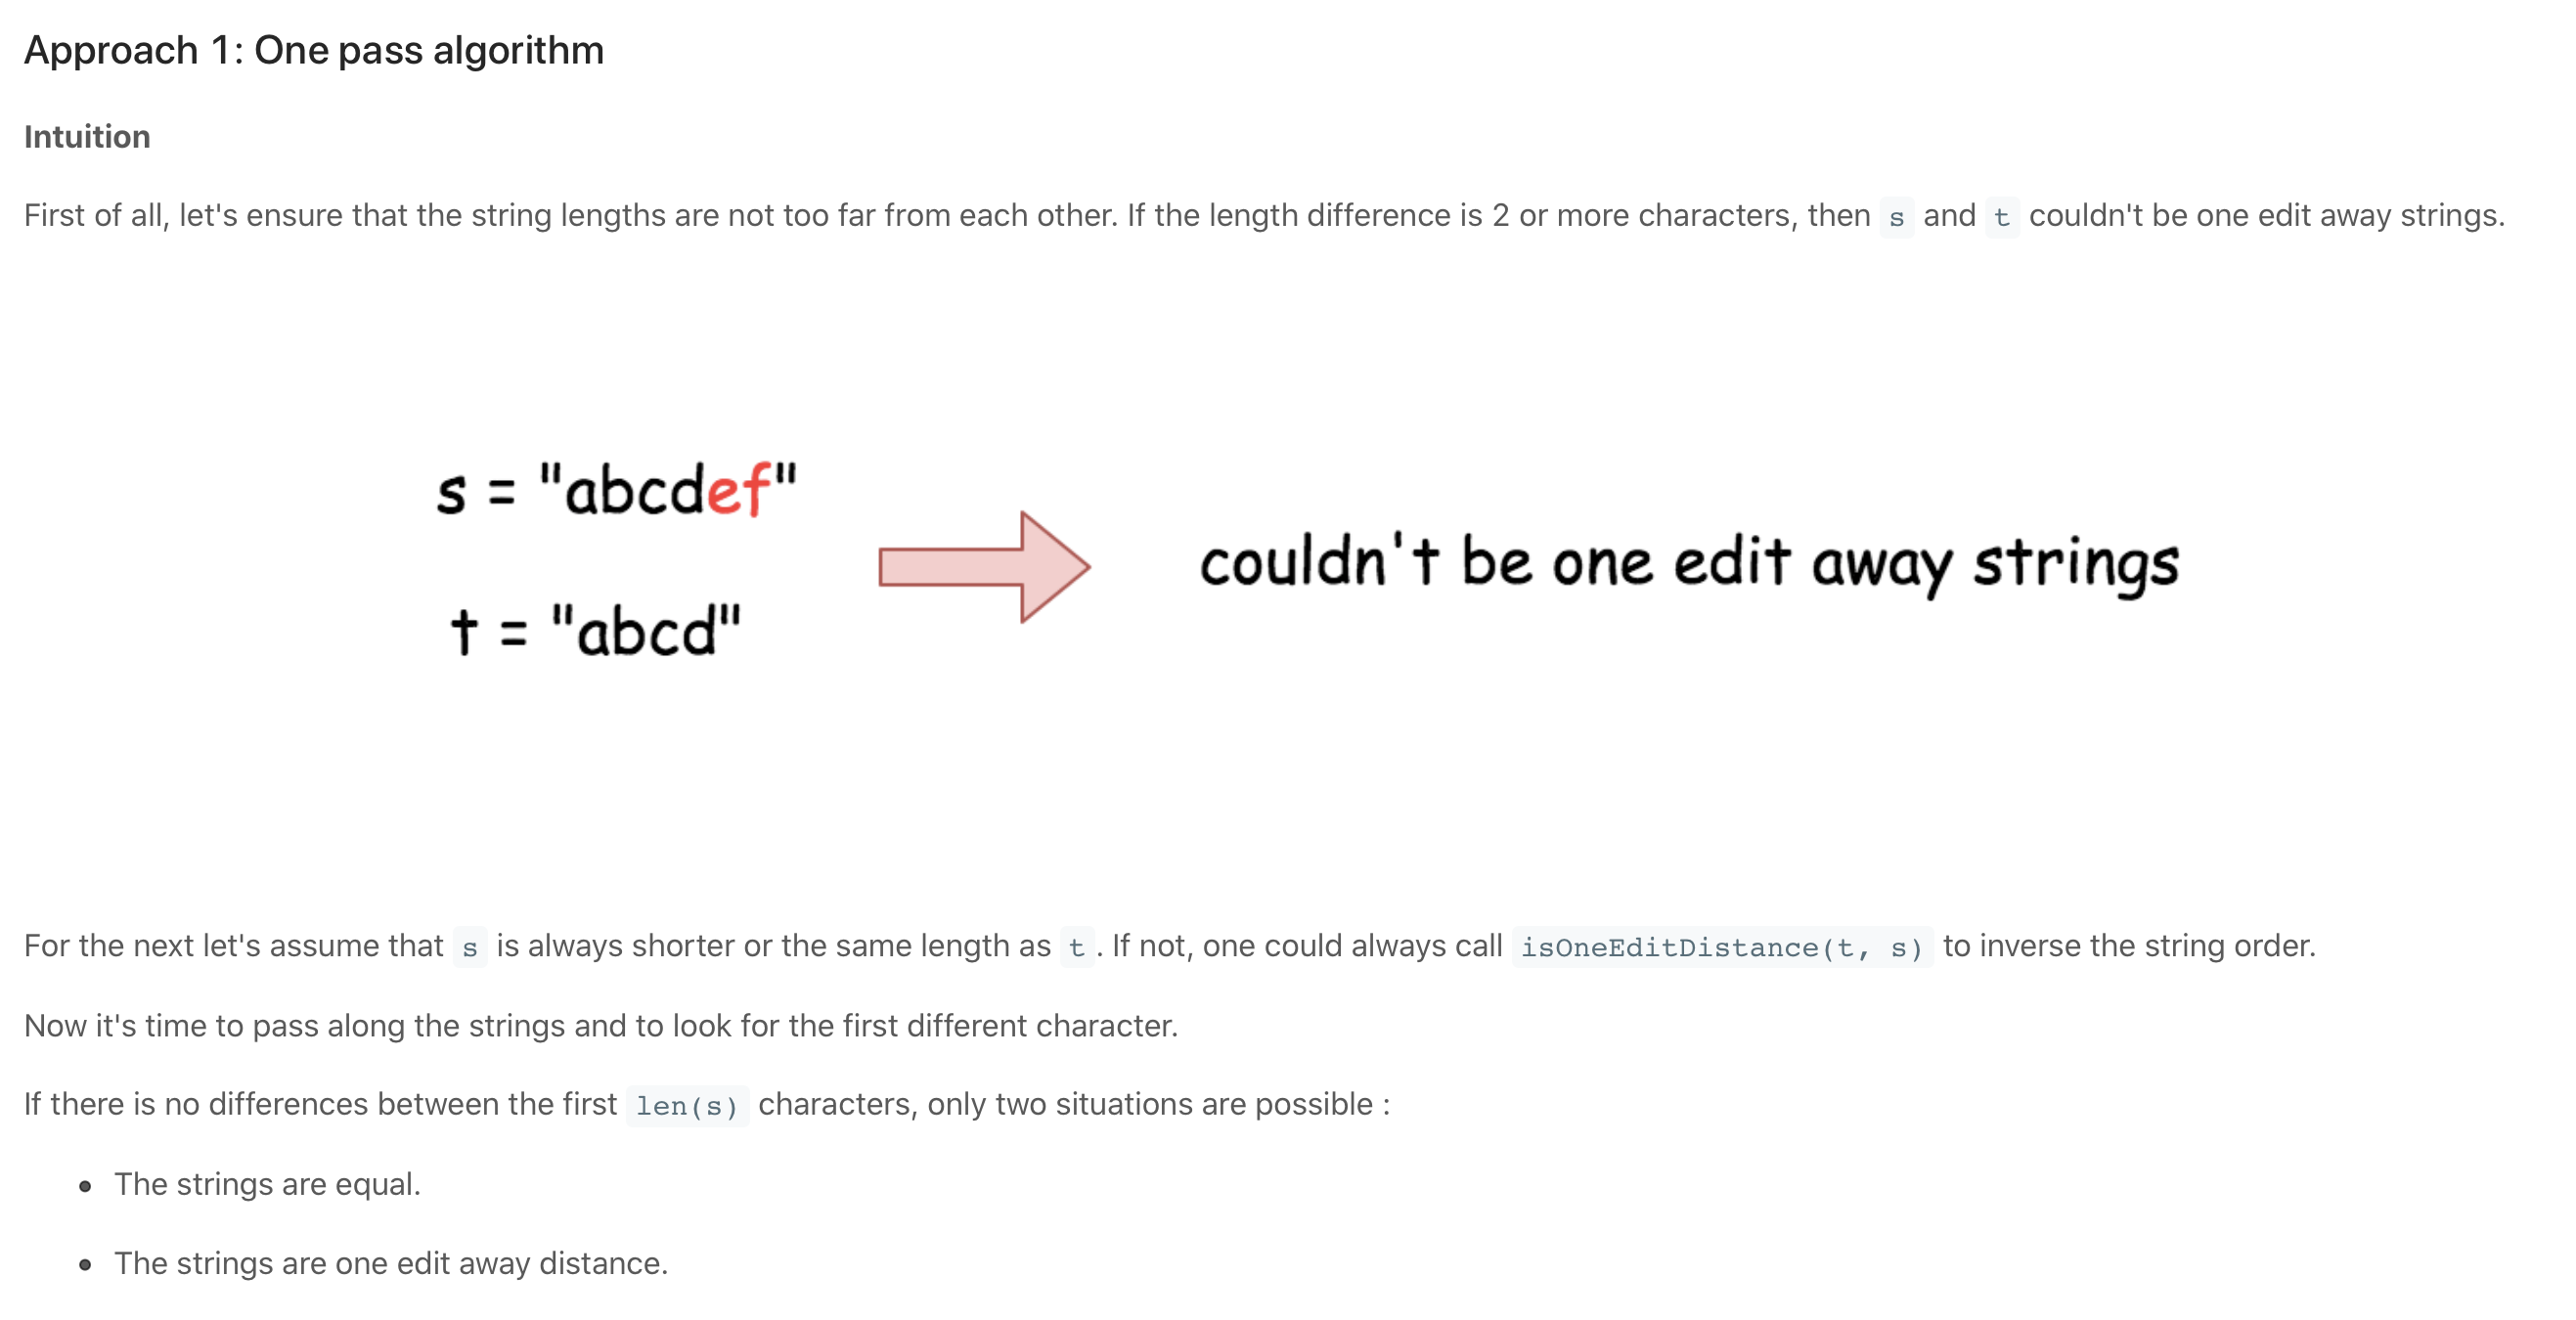 Approach 1: One pass algorithm
Intuition
First of all, let's ensure that the string lengths are not too far from each other. If the length difference is 2 or more characters, then s and t couldn't be one edit away strings.
s = "abcdef"
t = "abcd"
couldn't be one edit away strings
For the next let's assume that s is always shorter or the same length as t. If not, one could always call isOneEditDistance(t, s) to inverse the string order.
Now it's time to pass along the strings and to look for the first different character.
If there is no differences between the first len(s) characters, only two situations are possible :
• The strings are equal.
• The strings are one edit away distance.